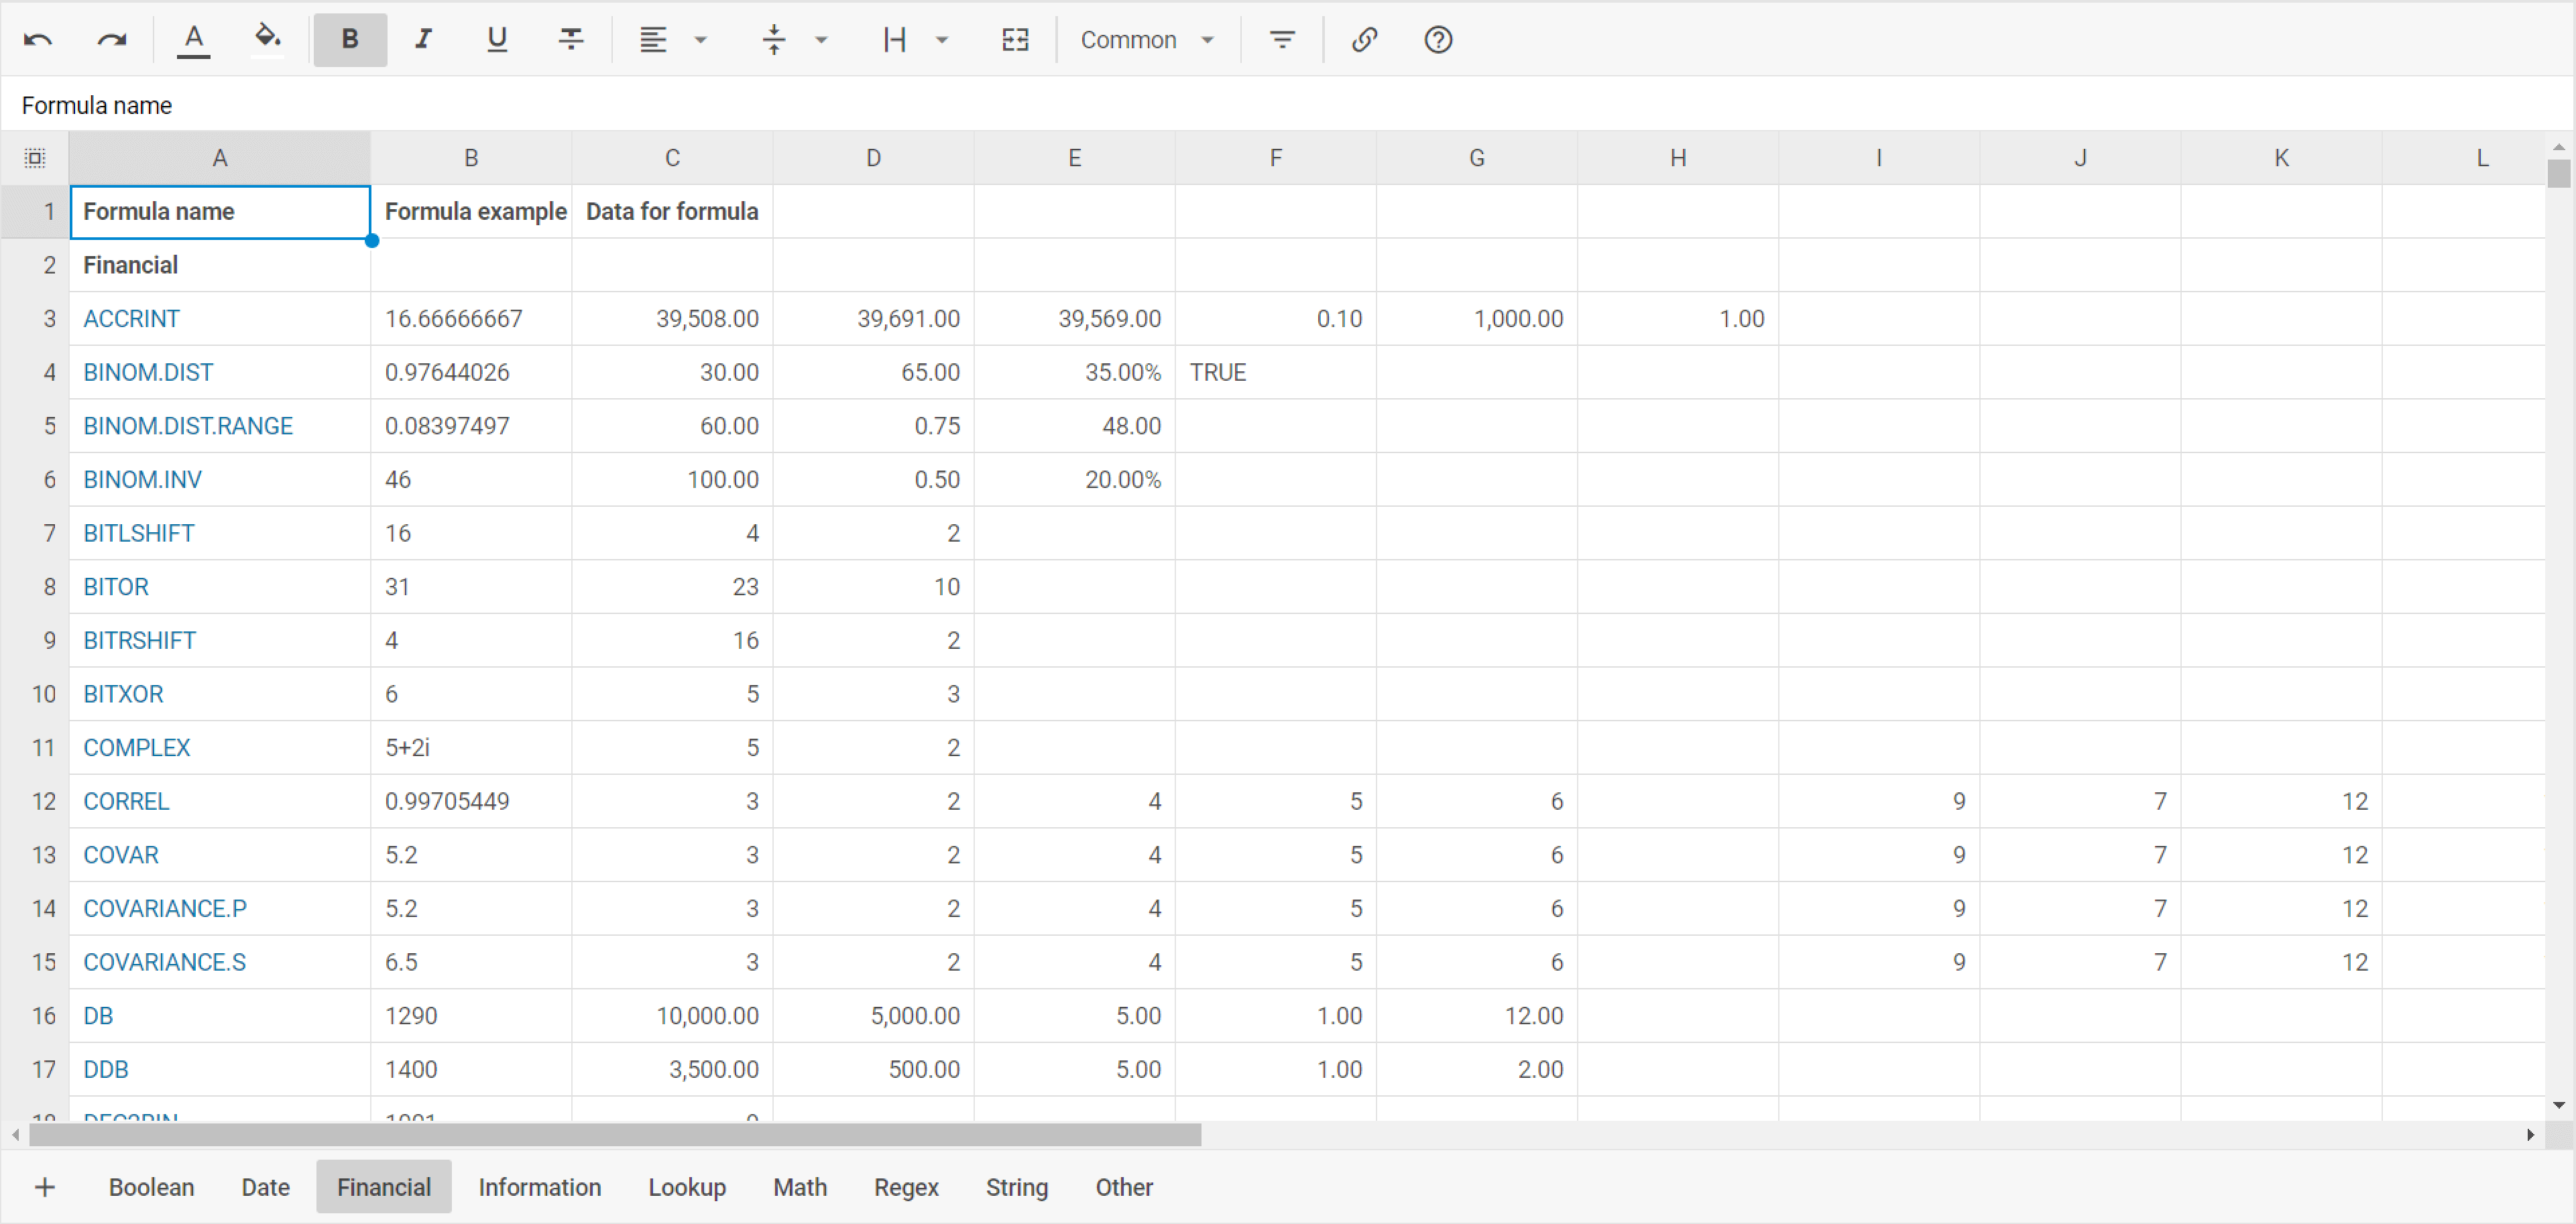 A B I U T H Common ?
Formula name
A B C D E F G H I J K L
1 Formula name Formula example Data for formula
2 Financial
3 ACCRINT 16.66666667 39,508.00 39,691.00 39,569.00 0.10 1,000.00 1.00
4 BINOM.DIST 0.97644026 30.00 65.00 35.00% TRUE
5 BINOM.DIST.RANGE 0.08397497 60.00 0.75 48.00
6 BINOM.INV 46 100.00 0.50 20.00%
7 BITLSHIFT 16 4 2
8 BITOR 31 23 10
9 BITRSHIFT 4 16 2
10 BITXOR 6 5 3
11 COMPLEX 5+2i 5 2
12 CORREL 0.99705449 3 2 4 5 6 9 7 12
13 COVAR 5.2 3 2 4 5 6 9 7 12
14 COVARIANCE.P 5.2 3 2 4 5 6 9 7 12
15 COVARIANCE.S 6.5 3 2 4 5 6 9 7 12
16 DB 1290 10,000.00 5,000.00 5.00 1.00 12.00
17 DDB 1400 3,500.00 500.00 5.00 1.00 2.00
18 DEC2BIN 1001 9
+ Boolean Date Financial Information Lookup Math Regex String Other